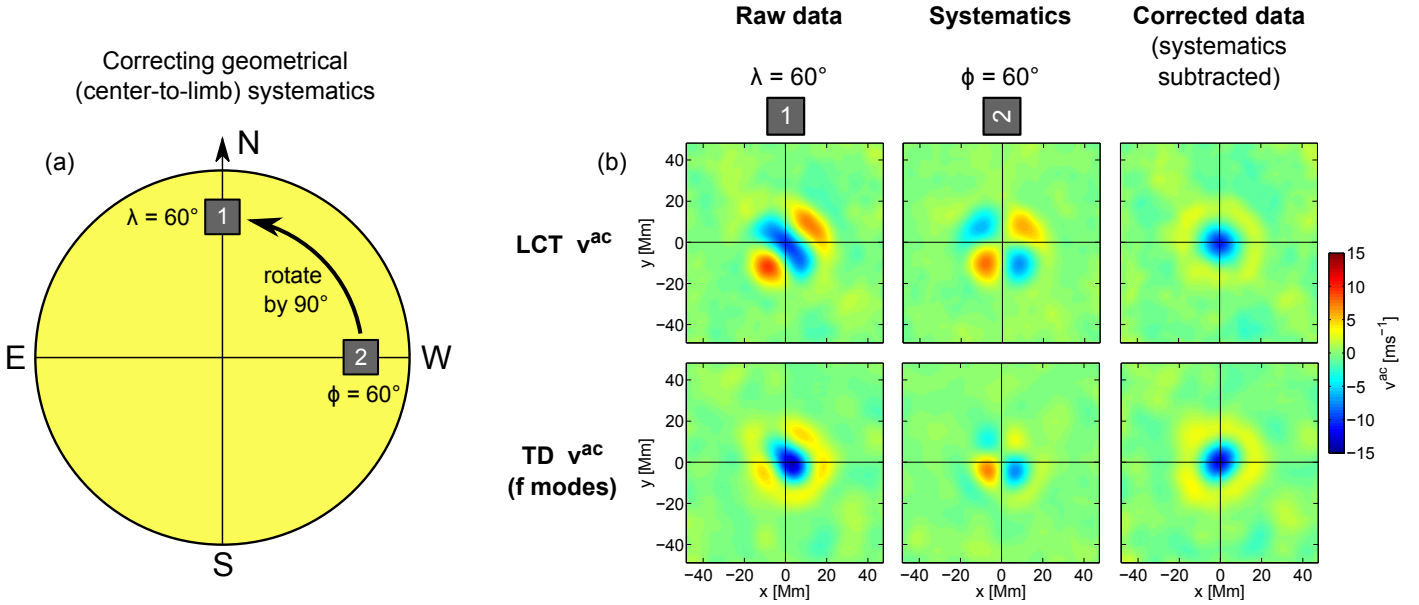 Correcting geometrical
(center-to-limb) systematics
(a)
N
E
W
S
1
λ = 60°
rotate
by 90°
2
ϕ = 60°
Raw data
Systematics
Corrected data
(systematics
subtracted)
λ = 60°
ϕ = 60°
1
2
(b)
LCT vac
y [Mm]
40
20
0
−20
−40
TD vac
(f modes)
y [Mm]
40
20
0
−20
−40
−40 −20 0 20 40
x [Mm]
−40 −20 0 20 40
x [Mm]
−40 −20 0 20 40
x [Mm]
15
10
5
0
−5
−10
−15
vac [ms−1]